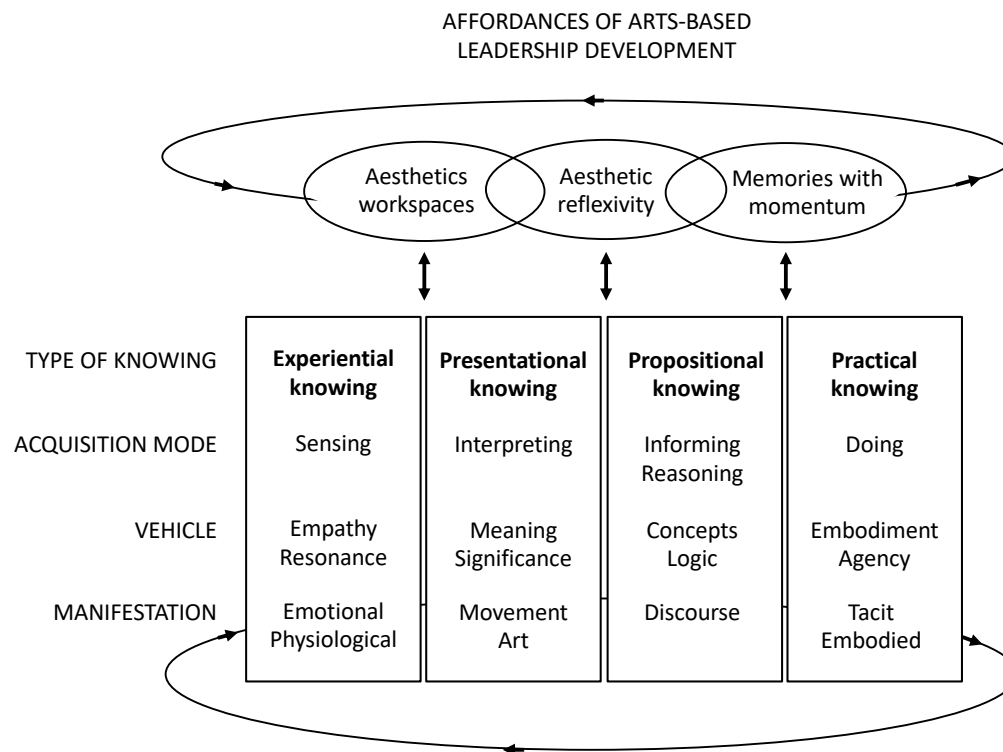 AFFORDANCES OF ARTS-BASED
LEADERSHIP DEVELOPMENT
Aesthetics
workspaces
Aesthetic
reflexivity
Memories with
momentum
TYPE OF KNOWING
Experiential
knowing
Presentational
knowing
Propositional
knowing
Practical
knowing
ACQUISITION MODE
Sensing
Interpreting
Informing
Reasoning
Doing
VEHICLE
Empathy
Resonance
Meaning
Significance
Concepts
Logic
Embodiment
Agency
MANIFESTATION
Emotional
Physiological
Movement
Art
Discourse
Tacit
Embodied